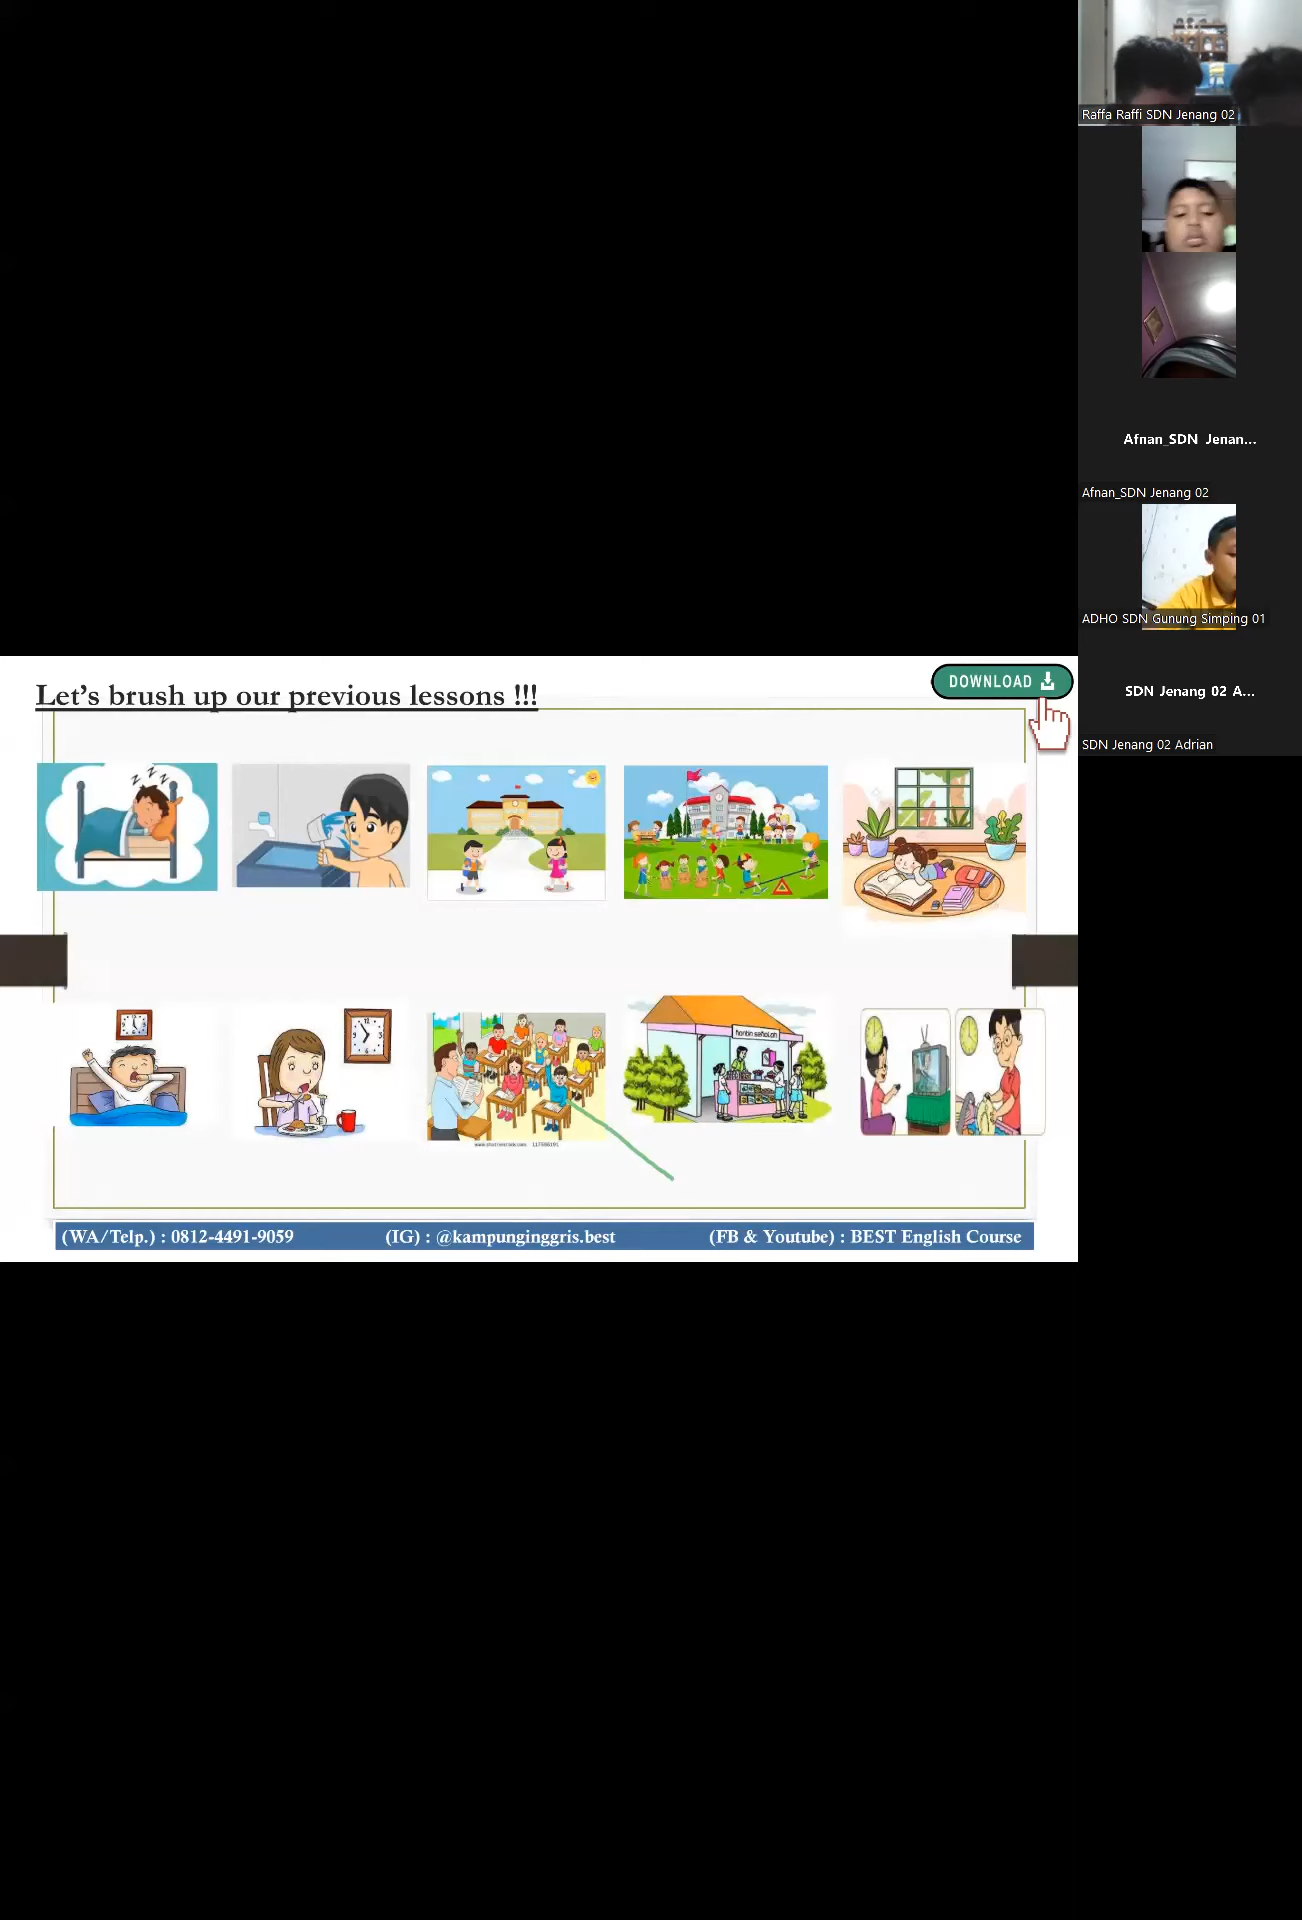 Raffa Raffi SDN Jenang 02
Afnan_SDN Jenan...
Afnan_SDN Jenang 02
ADHO SDN Gunung Simping 01
SDN Jenang 02 A...
SDN Jenang 02 Adrian
Let's brush up our previous lessons !!!
DOWNLOAD
kantin sekolah
(WA/Telp.) : 0812-4491-9059
(IG) : @kampunginggris.best
(FB & Youtube) : BEST English Course